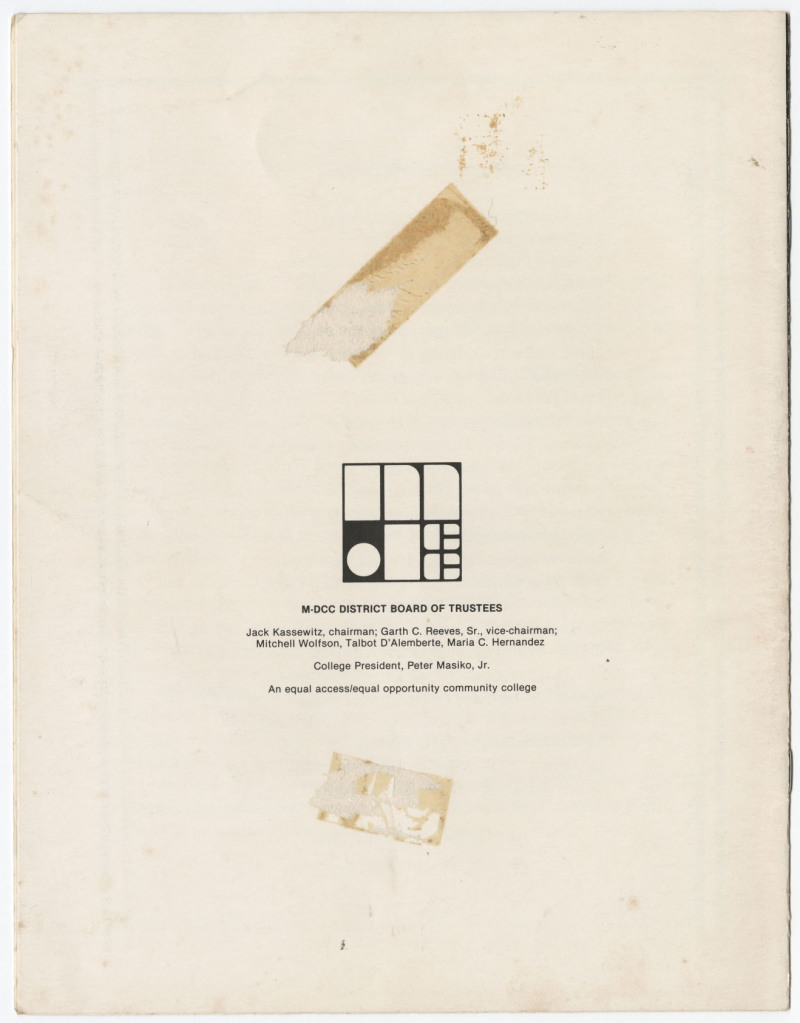 M-DCC DISTRICT BOARD OF TRUSTEES
Jack Kassewitz, chairman; Garth C. Reeves, Sr., vice-chairman;
Mitchell Wolfson, Talbot D'Alemberte, Maria C. Hernandez
College President, Peter Masiko, Jr.
An equal access/equal opportunity community college